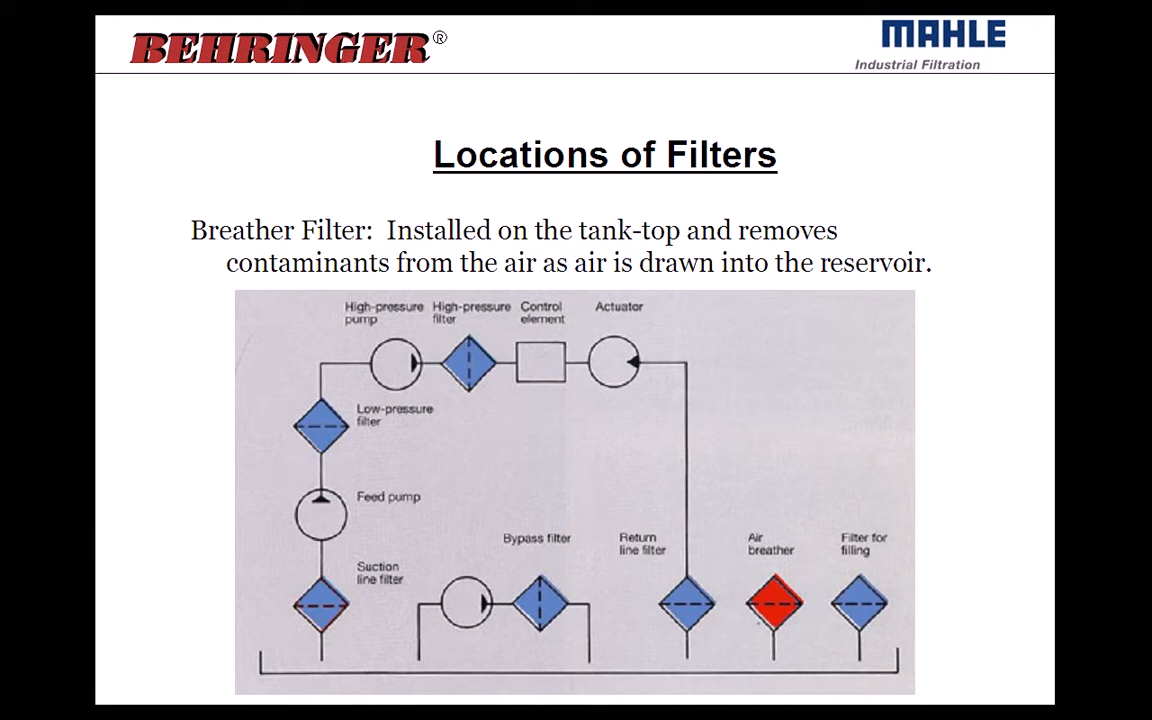 BEHRINGER®
MAHLE
Industrial Filtration
Locations of Filters
Breather Filter: Installed on the tank-top and removes
contaminants from the air as air is drawn into the reservoir.
High-pressure
pump
High-pressure
filter
Control
element
Actuator
Low-pressure
filter
Feed pump
Suction
line filter
Bypass filter
Return
line filter
Air
breather
Filter for
filling